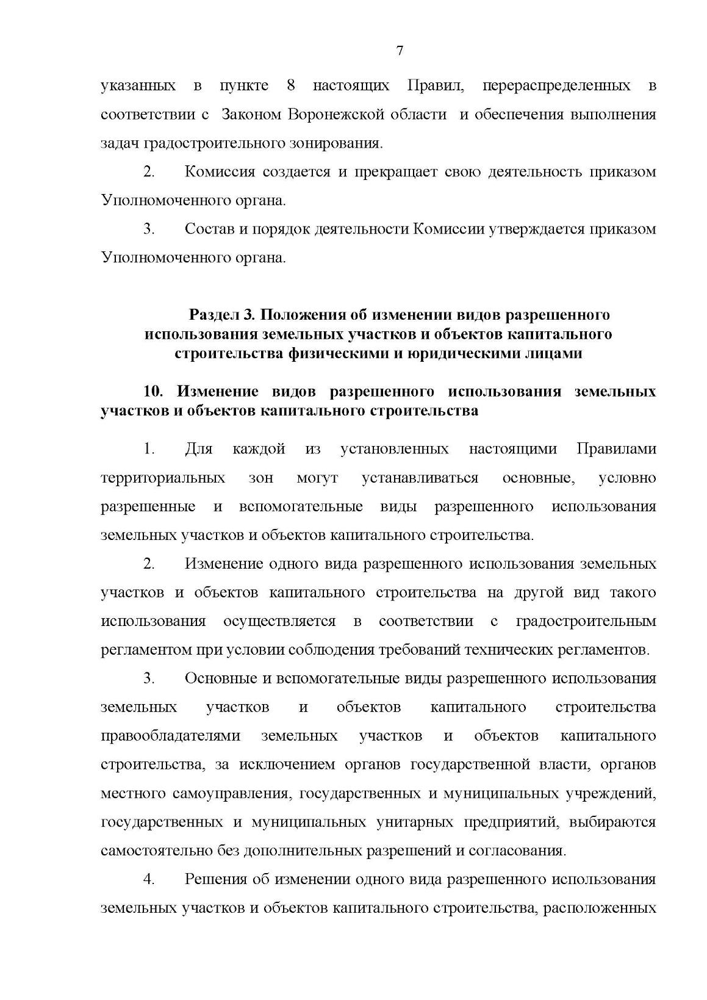 7
указанных в пункте 8 настоящих Правил, перераспределенных в
соответствии с Законом Воронежской области и обеспечения выполнения
задач градостроительного зонирования.
2. Комиссия создается и прекращает свою деятельность приказом
Уполномоченного органа.
3. Состав и порядок деятельности Комиссии утверждается приказом
Уполномоченного органа.
Раздел 3. Положения об изменении видов разрешенного
использования земельных участков и объектов капитального
строительства физическими и юридическими лицами
10. Изменение видов разрешенного использования земельных
участков и объектов капитального строительства
1. Для каждой из установленных настоящими Правилами
территориальных зон могут устанавливаться основные, условно
разрешенные и вспомогательные виды разрешенного использования
земельных участков и объектов капитального строительства.
2. Изменение одного вида разрешенного использования земельных
участков и объектов капитального строительства на другой вид такого
использования осуществляется в соответствии с градостроительным
регламентом при условии соблюдения требований технических регламентов.
3. Основные и вспомогательные виды разрешенного использования
земельных участков и объектов капитального строительства
правообладателями земельных участков и объектов капитального
строительства, за исключением органов государственной власти, органов
местного самоуправления, государственных и муниципальных учреждений,
государственных и муниципальных унитарных предприятий, выбираются
самостоятельно без дополнительных разрешений и согласования.
4. Решения об изменении одного вида разрешенного использования
земельных участков и объектов капитального строительства, расположенных